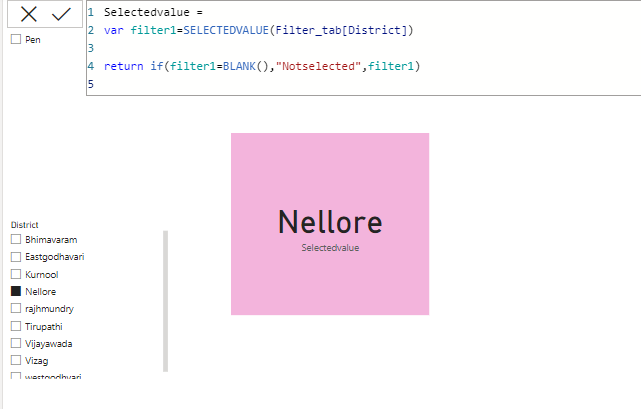 1 Selectedvalue =
2 var filter1=SELECTEDVALUE(Filter_tab[District])
3
4 return if(filter1=BLANK(),"Notselected",filter1)
5
Pen
Nellore
Selectedvalue
District
Bhimavaram
Eastgodhavari
Kurnool
Nellore
rajhmundry
Tirupathi
Vijayawada
Vizag
westgodhvari